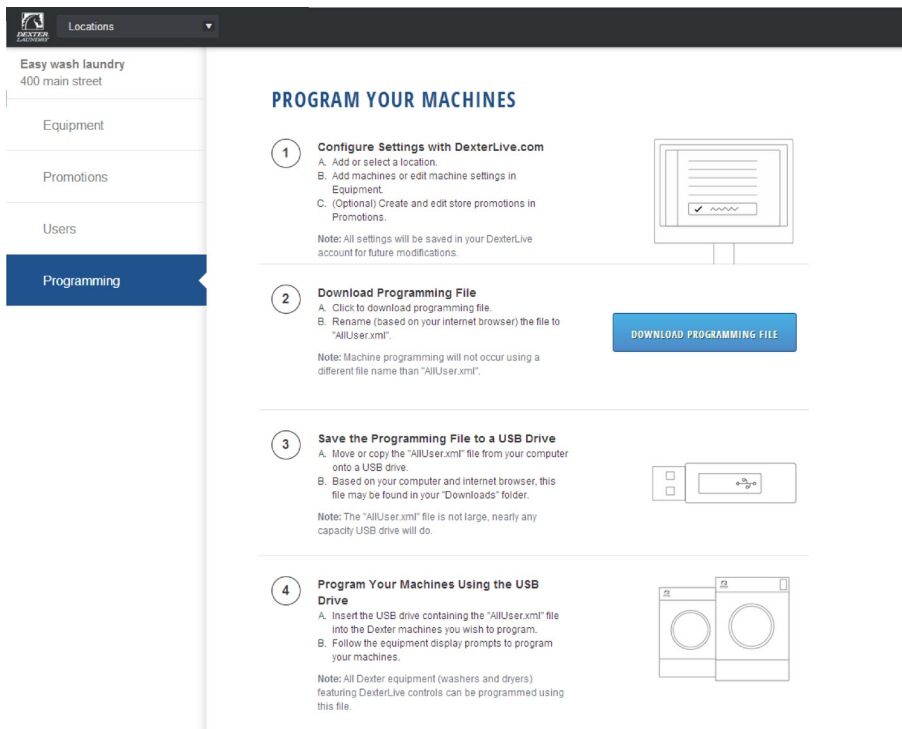 DEXTER
LAUNDRY
Locations
Easy wash laundry
400 main street
Equipment
Promotions
Users
Programming
PROGRAM YOUR MACHINES
1
Configure Settings with DexterLive.com
A. Add or select a location.
B. Add machines or edit machine settings in
Equipment.
C. (Optional) Create and edit store promotions in
Promotions.
Note: All settings will be saved in your DexterLive
account for future modifications.
2
Download Programming File
A. Click to download programming file.
B. Rename (based on your internet browser) the file to
"AllUser.xml".
Note: Machine programming will not occur using a
different file name than "AllUser.xml".
DOWNLOAD PROGRAMMING FILE
3
Save the Programming File to a USB Drive
A. Move or copy the "AllUser.xml" file from your computer
onto a USB drive.
B. Based on your computer and internet browser, this
file may be found in your "Downloads" folder.
Note: The "AllUser.xml" file is not large, nearly any
capacity USB drive will do.
4
Program Your Machines Using the USB
Drive
A. Insert the USB drive containing the "AllUser.xml" file
into the Dexter machines you wish to program.
B. Follow the equipment display prompts to program
your machines.
Note: All Dexter equipment (washers and dryers)
featuring DexterLive controls can be programmed using
this file.